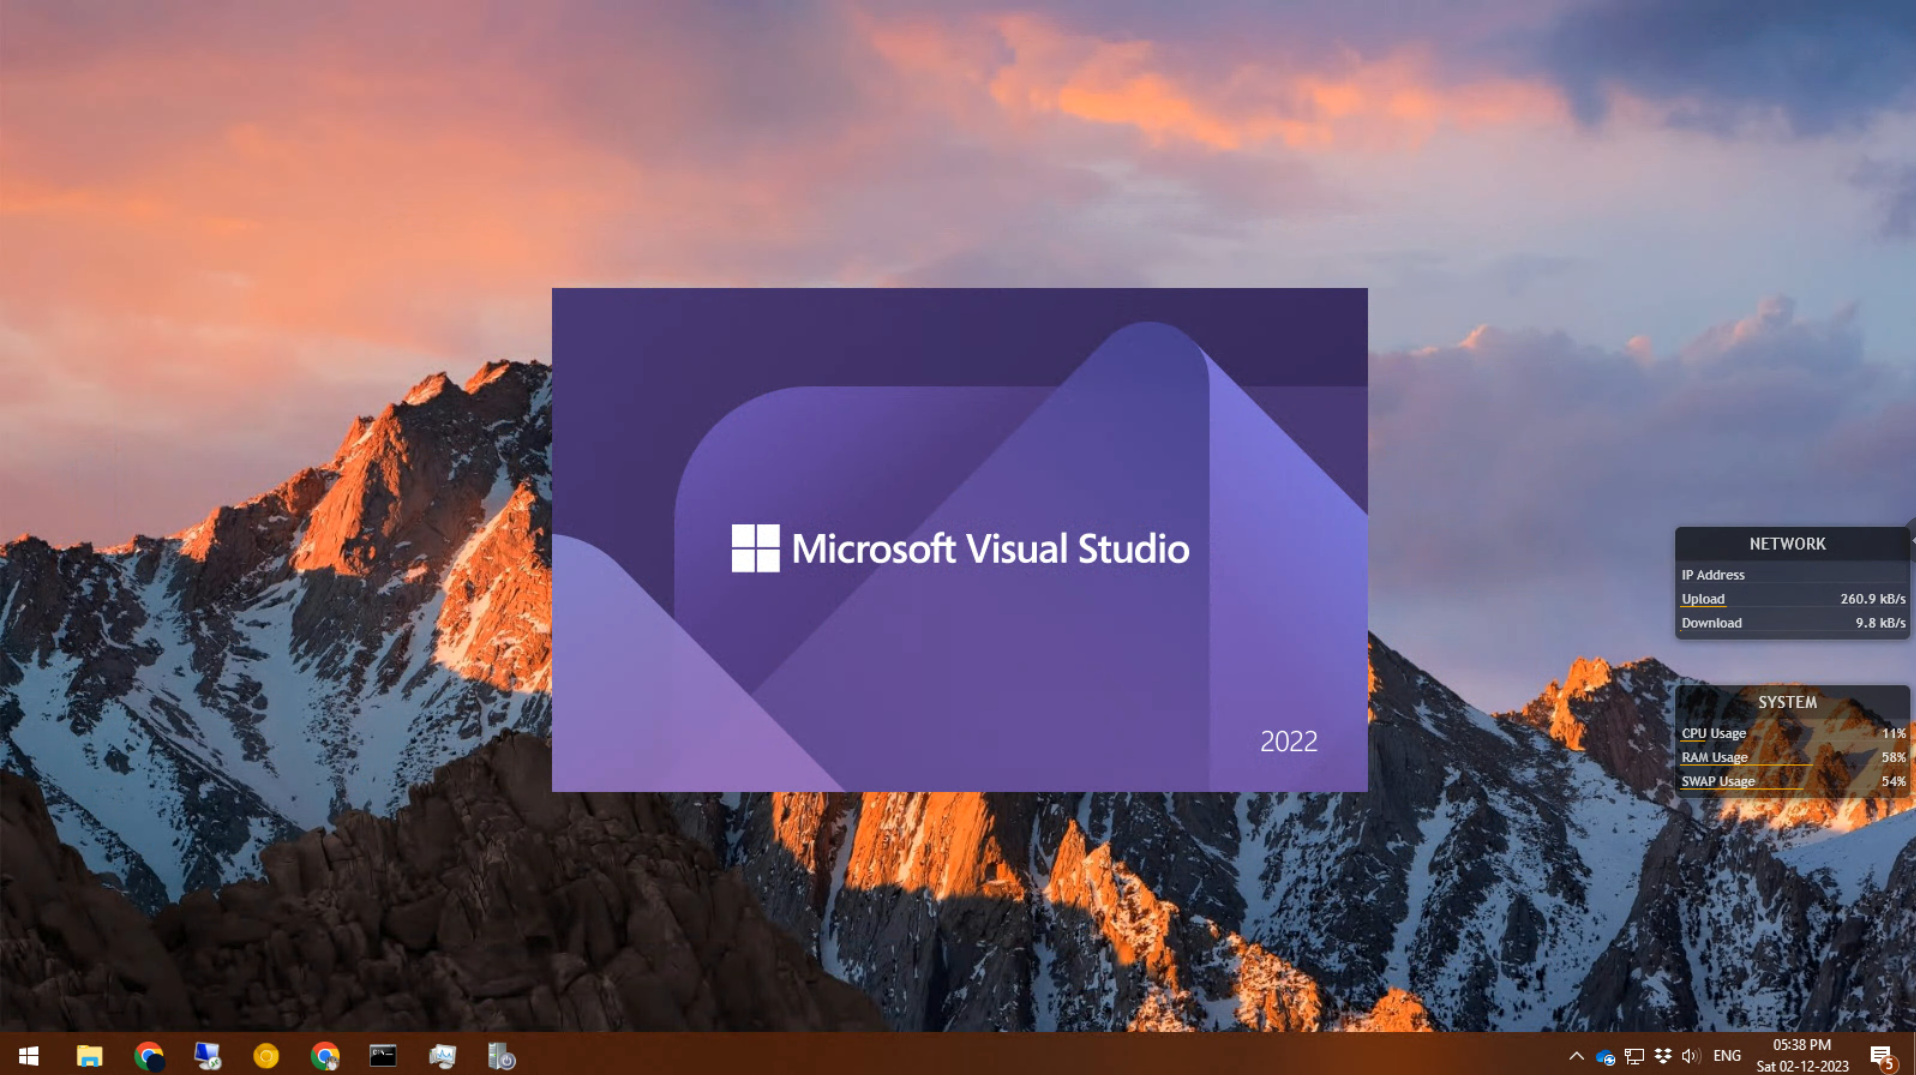 Microsoft Visual Studio
2022
NETWORK
IP Address
Upload 260.9 kB/s
Download 9.8 kB/s
SYSTEM
CPU Usage 11%
RAM Usage 58%
SWAP Usage 54%
ENG
05:38 PM
Sat 02-12-2023
5